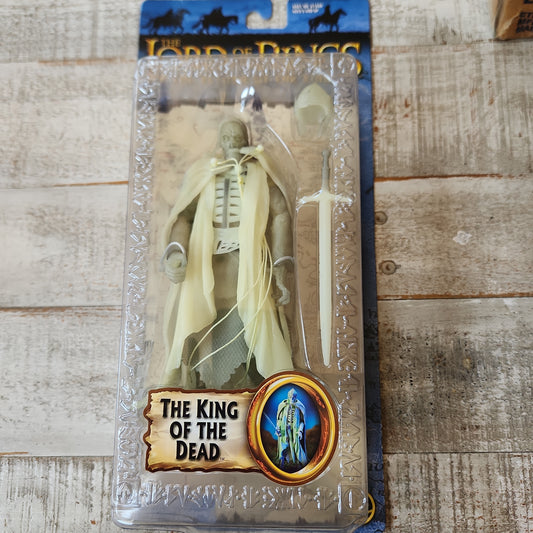 THE
LORD OF THE RINGS
THE KING
OF THE
DEAD